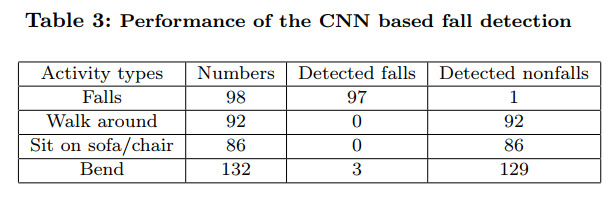 Table 3: Performance of the CNN based fall detection
Activity types Numbers Detected falls Detected nonfalls
Falls 98 97 1
Walk around 92 0 92
Sit on sofa/chair 86 0 86
Bend 132 3 129